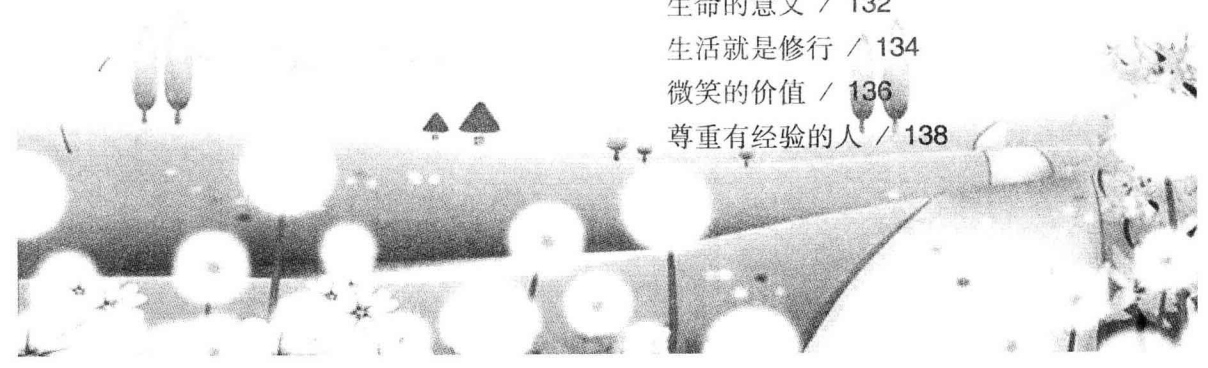 生命的意义 / 132
生活就是修行 / 134
微笑的价值 / 136
尊重有经验的人 / 138